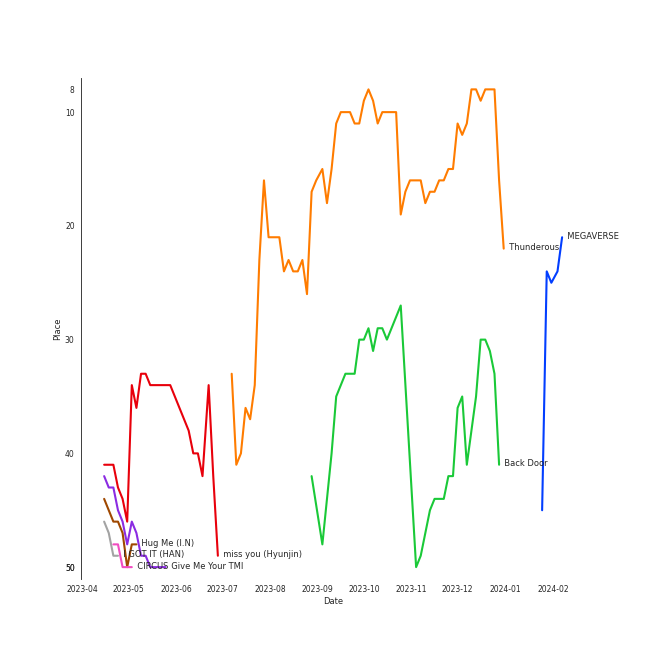 8
10
20
30
40
50
Place
MEGAVERSE
Thunderous
Back Door
Hug Me (I.N)
I GOT IT (HAN)
miss you (Hyunjin)
CIRCUS Give Me Your TMI
2023-04 2023-05 2023-06 2023-07 2023-08 2023-09 2023-10 2023-11 2023-12 2024-01 2024-02
Date